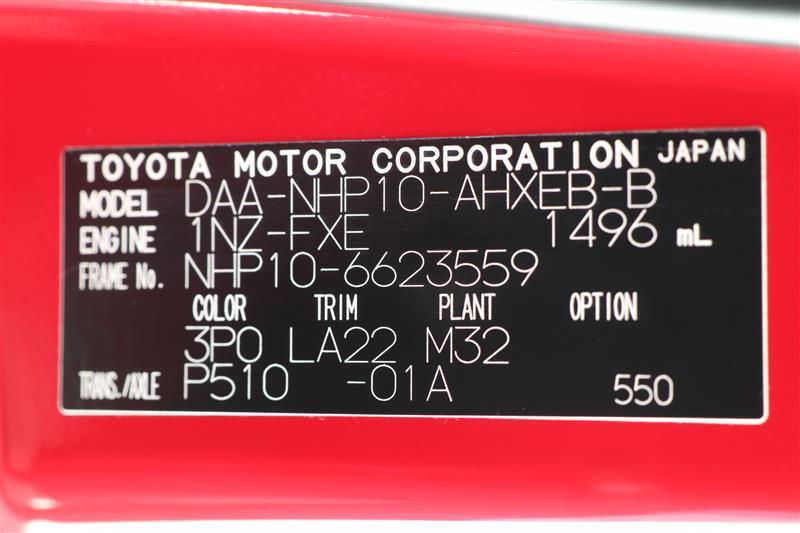 TOYOTA MOTOR CORPORATION JAPAN
MODEL DAA-NHP10-AHXEB-B
ENGINE 1NZ-FXE 1496 mL
FRAME No. NHP10-6623559
COLOR TRIM PLANT OPTION
3P0 LA22 M32
TRANS./AXLE P510 -01A 550